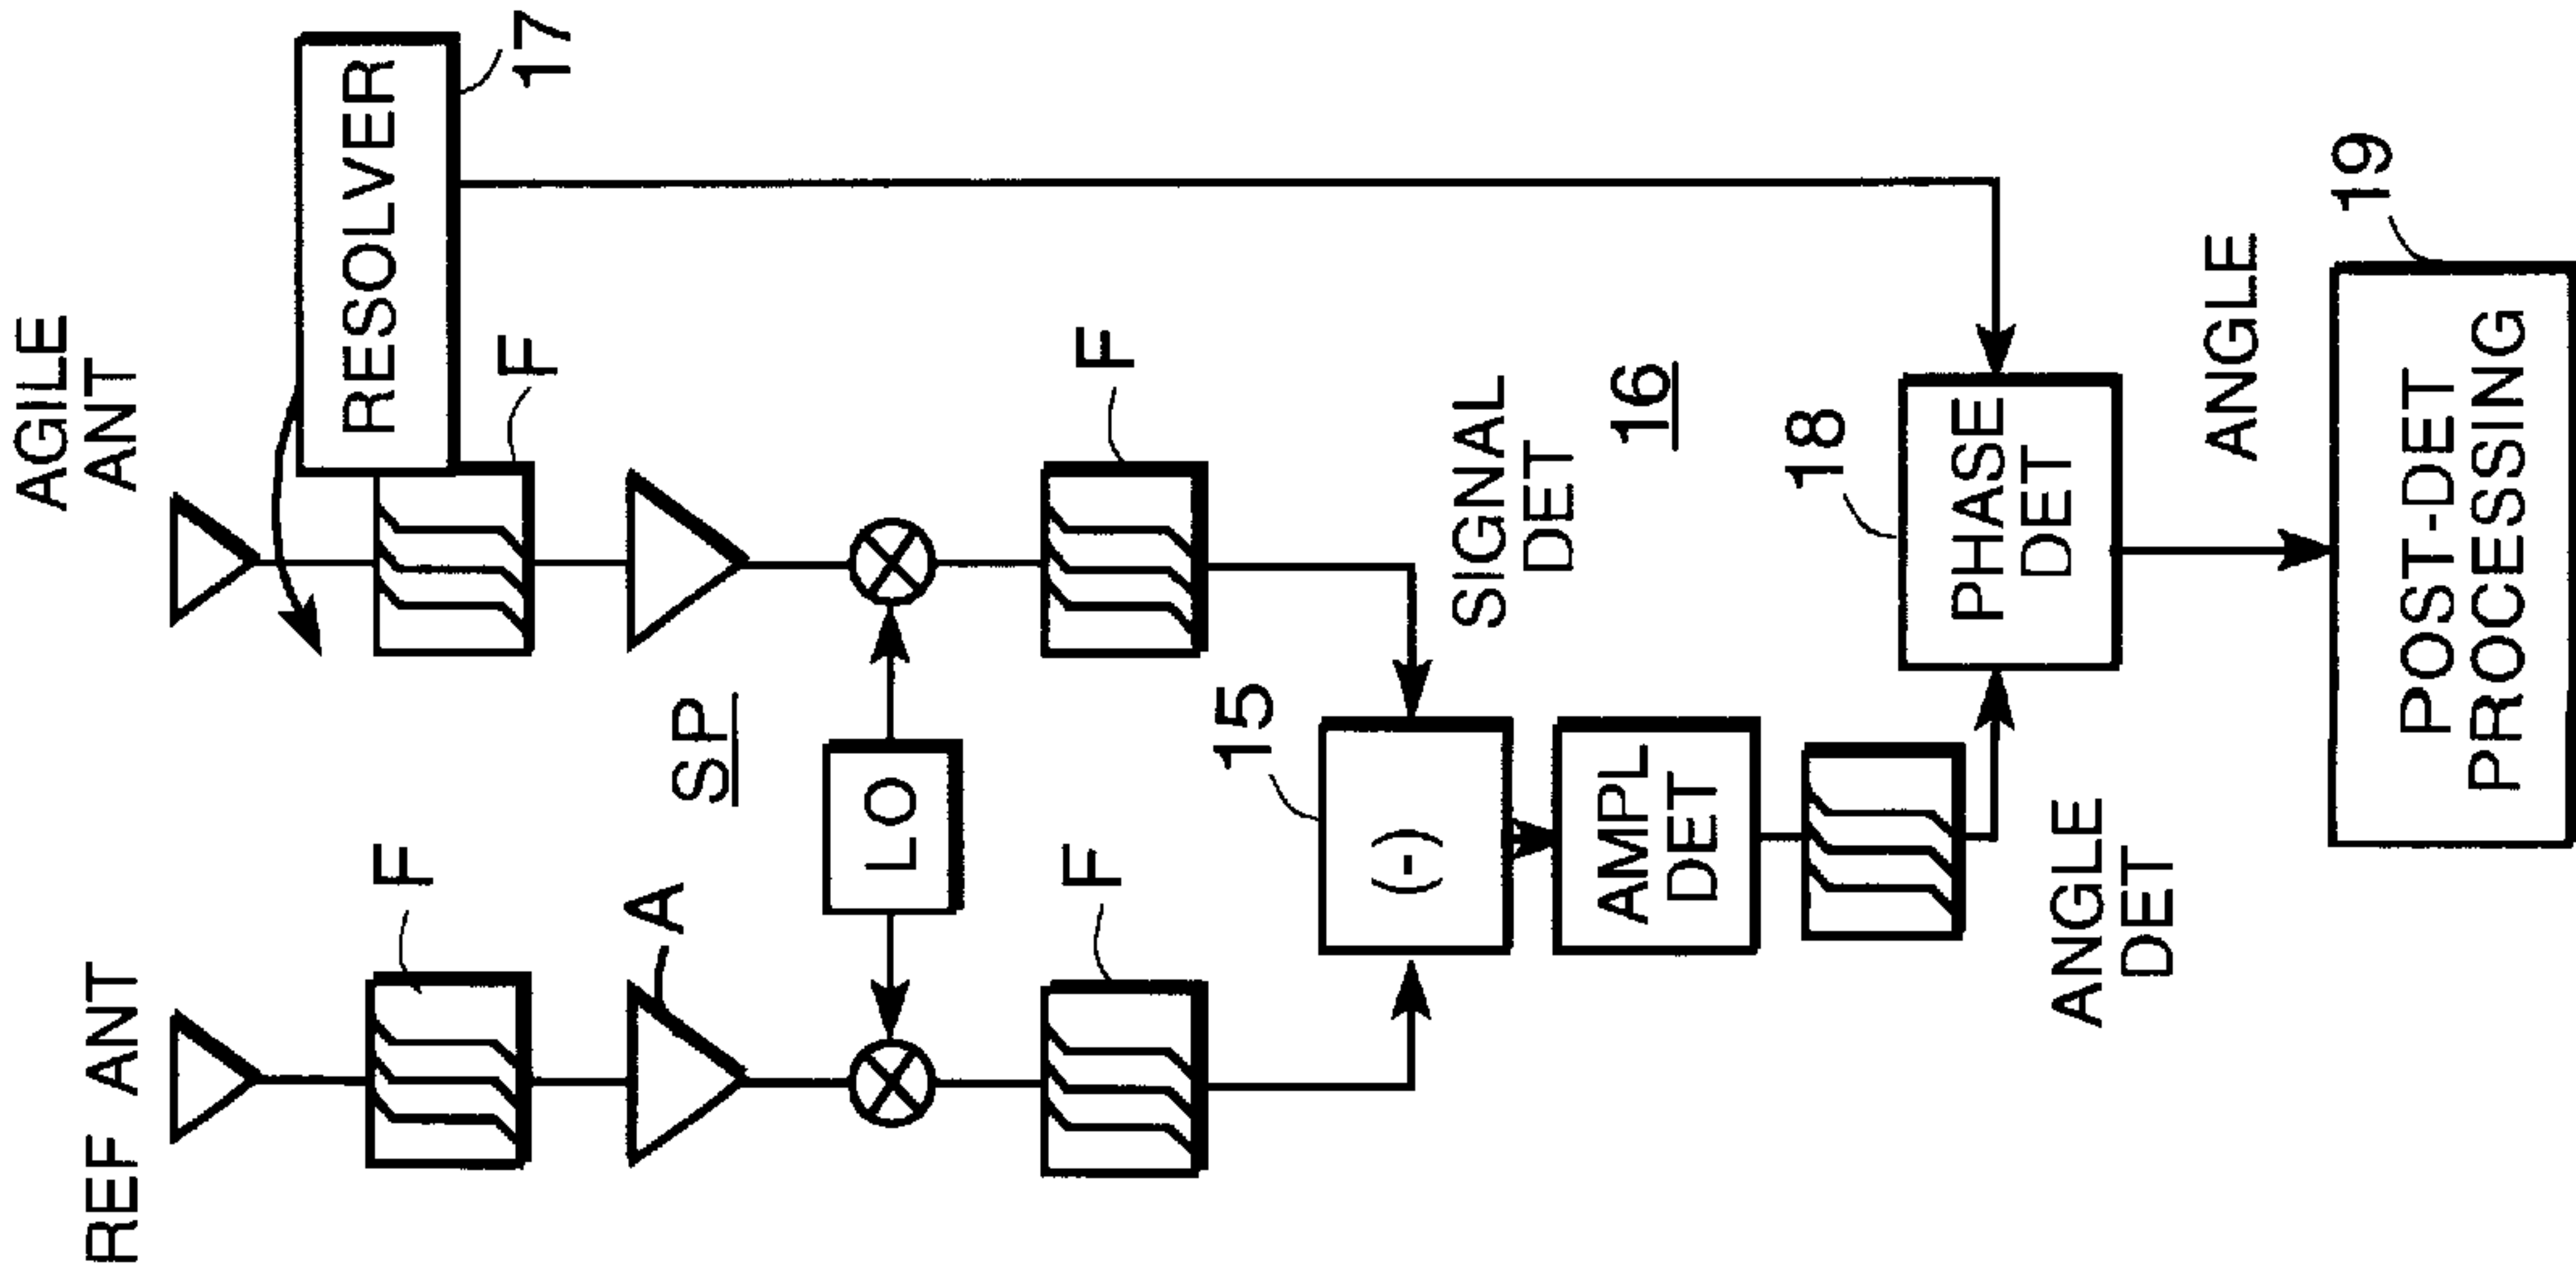 AGILE
ANT
RESOLVER
17
F
REF ANT
F
A
SP
LO
F
F
15
(-)
SIGNAL
DET
16
AMPL
DET
18
PHASE
DET
ANGLE
DET
ANGLE
19
POST-DET
PROCESSING